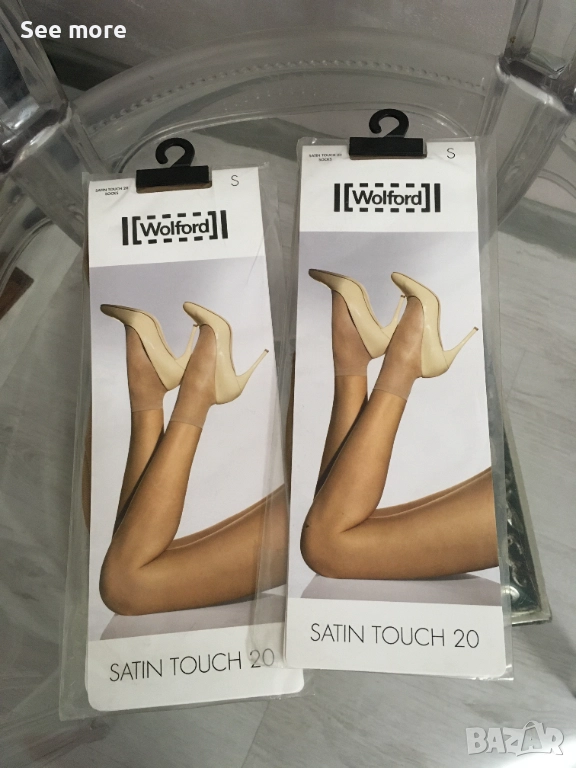 See more
SATIN TOUCH 20
SOCKS
S
Wolford
SATIN TOUCH 20
SATIN TOUCH 20
SOCKS
S
Wolford
SATIN TOUCH 20
BAZAR